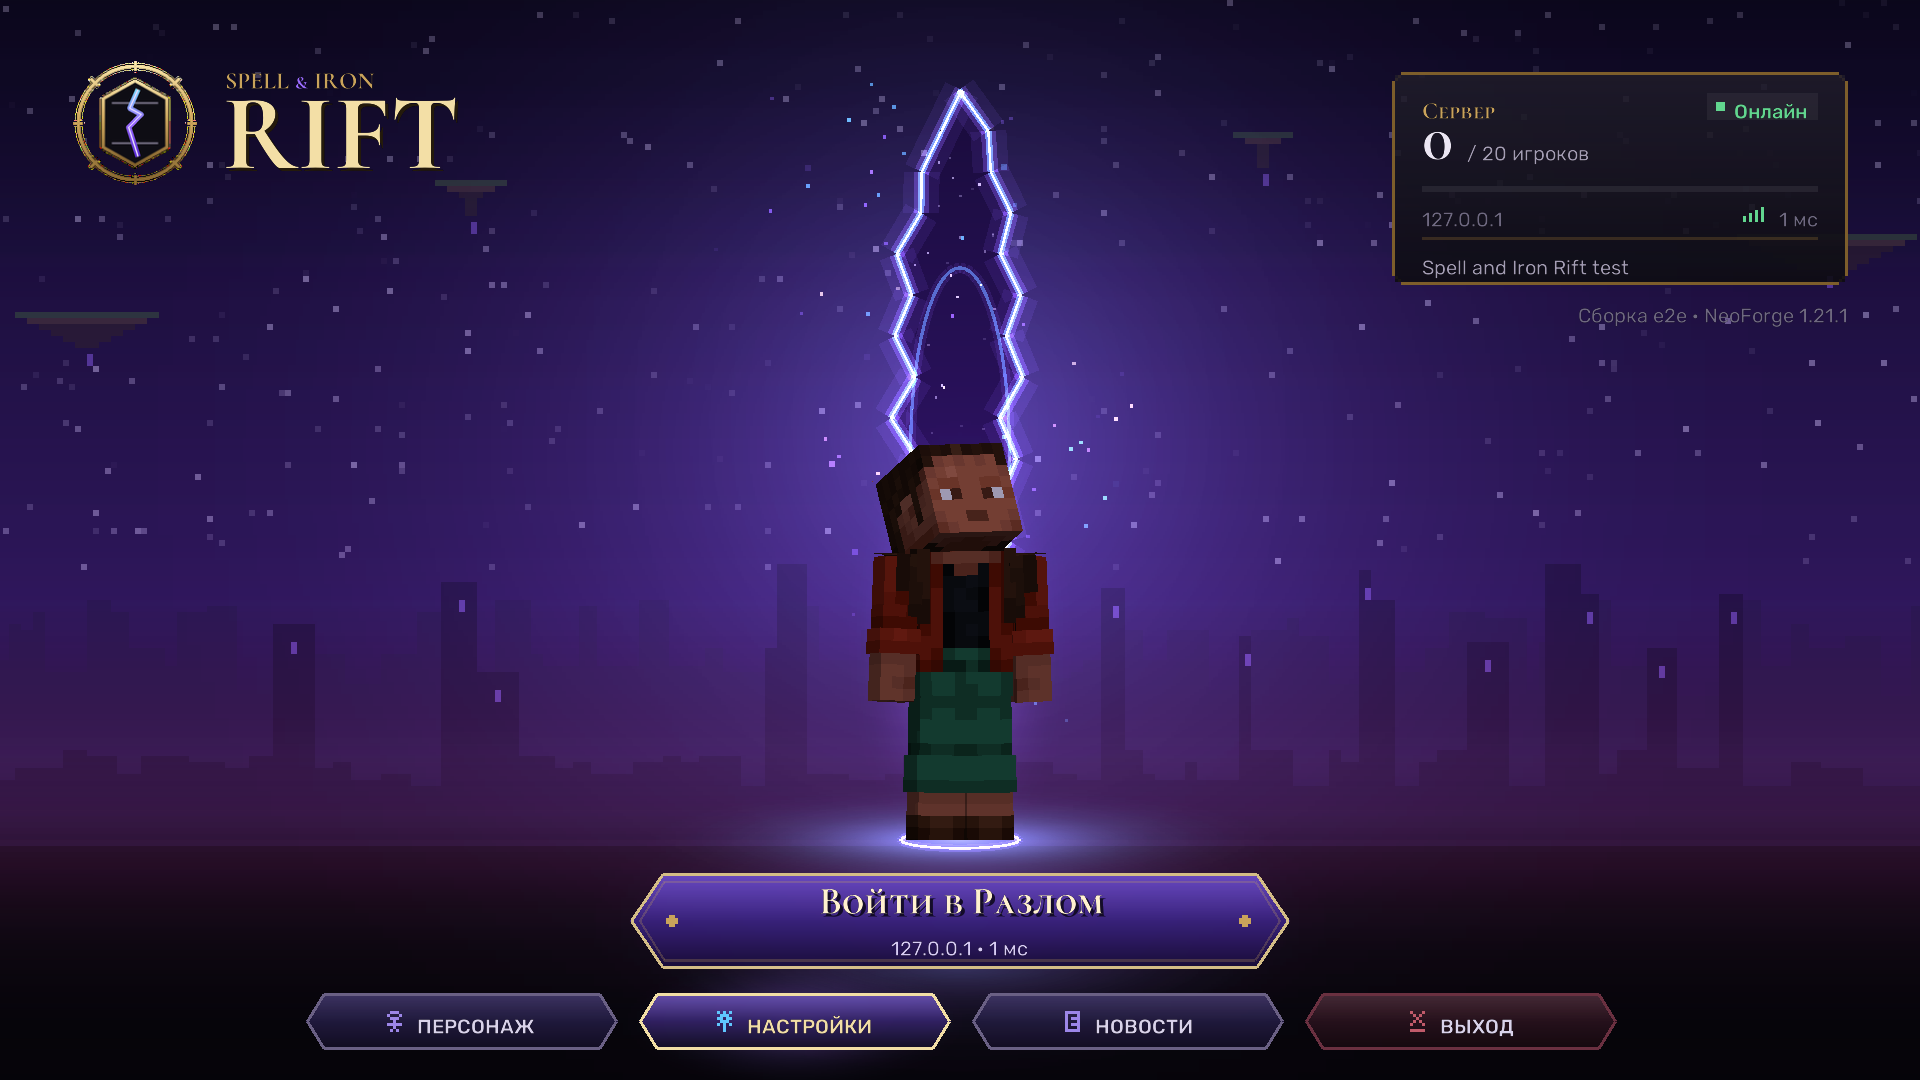 SPELL & IRON
RIFT
Сервер
Онлайн
0 / 20 игроков
127.0.0.1
1 мс
Spell and Iron Rift test
Сборка e2e • NeoForge 1.21.1
Войти в Разлом
127.0.0.1 • 1 мс
ПЕРСОНАЖ
НАСТРОЙКИ
НОВОСТИ
ВЫХОД